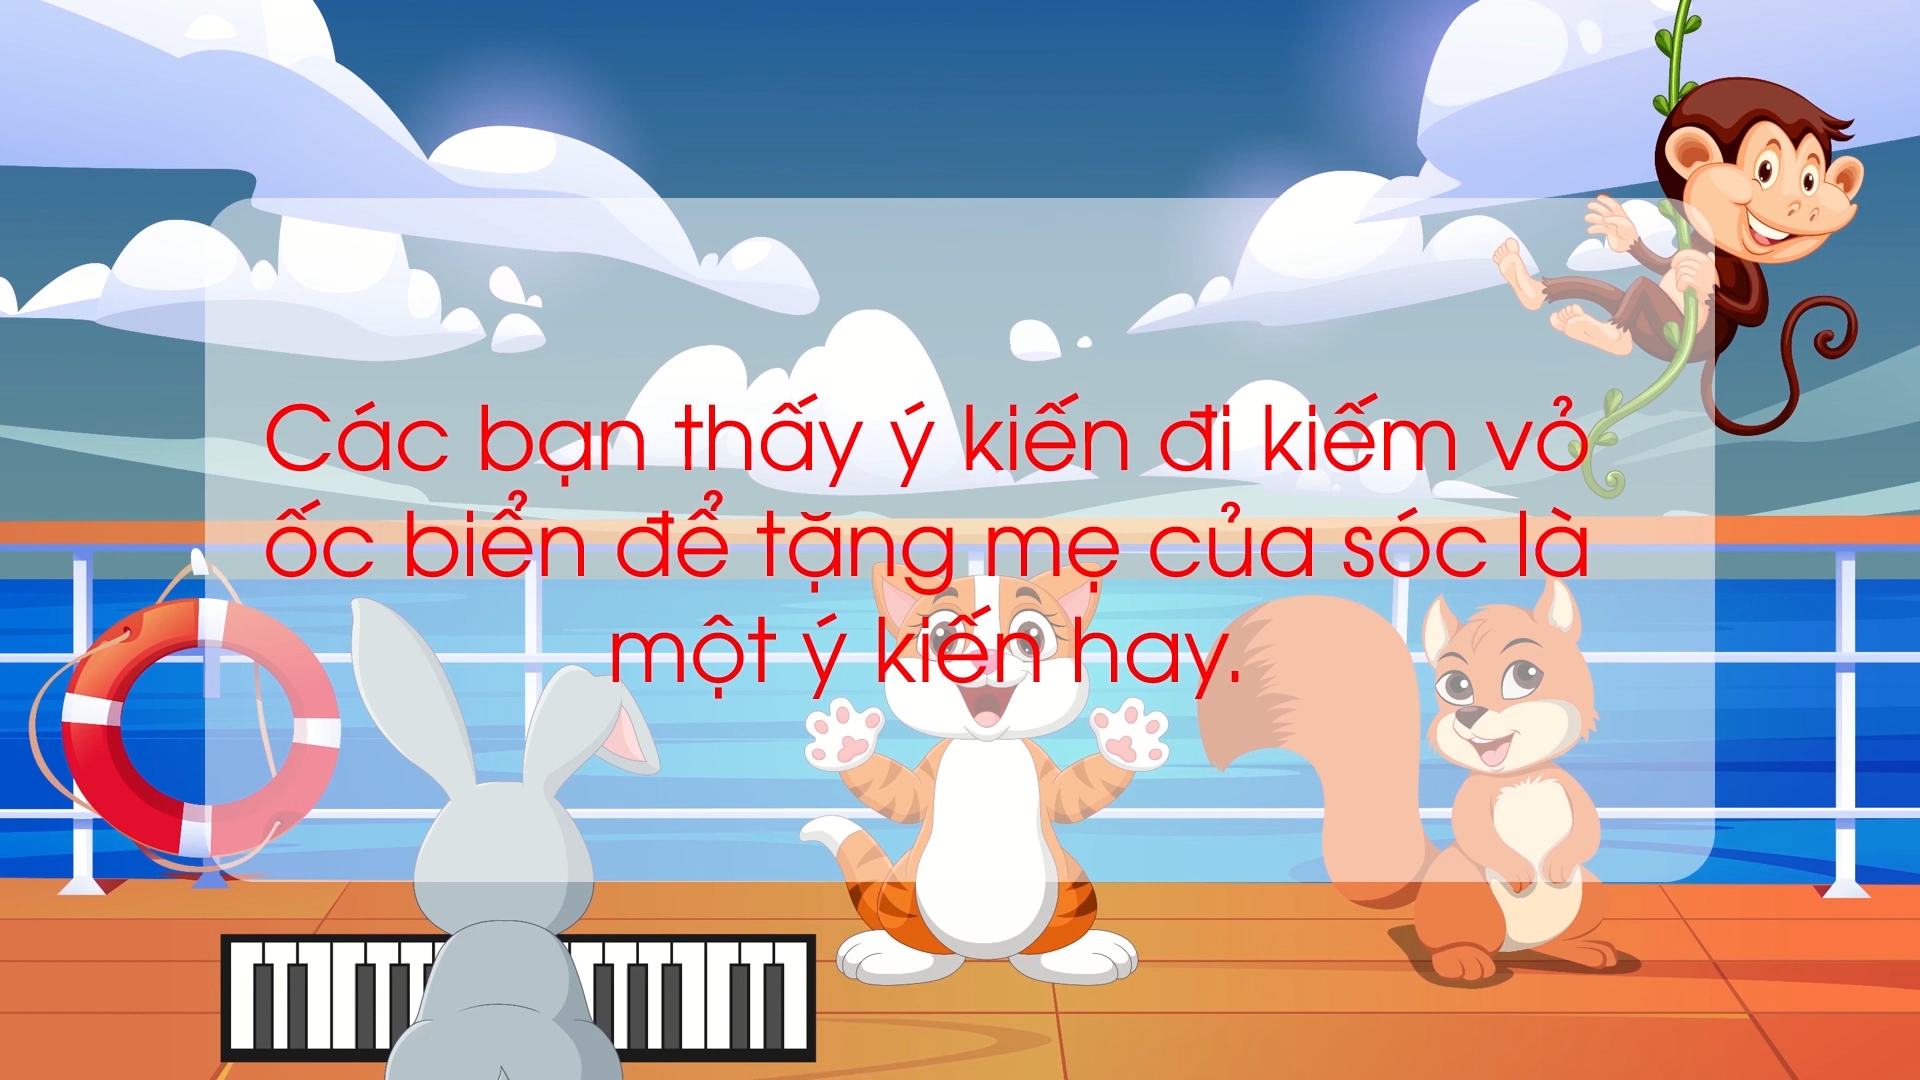 Các bạn thấy ý kiến đi kiếm vỏ
ốc biển để tặng mẹ của sóc là
một ý kiến hay.